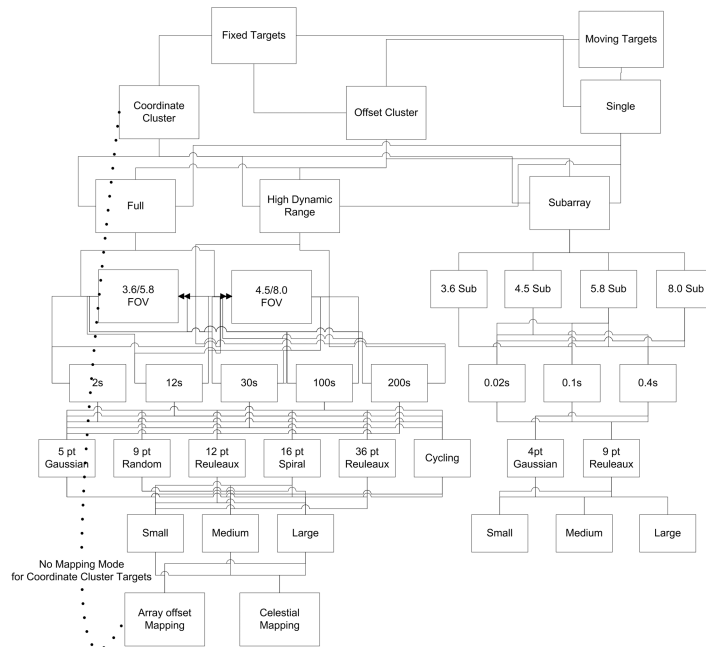 Fixed Targets
Moving Targets
Coordinate
Cluster
Offset Cluster
Single
Full
High Dynamic
Range
Subarray
3.6/5.8
FOV
4.5/8.0
FOV
3.6 Sub
4.5 Sub
5.8 Sub
8.0 Sub
2s
12s
30s
100s
200s
0.02s
0.1s
0.4s
5 pt
Gaussian
9 pt
Random
12 pt
Reuleaux
16 pt
Spiral
36 pt
Reuleaux
Cycling
4pt
Gaussian
9 pt
Reuleaux
Small
Medium
Large
Small
Medium
Large
No Mapping Mode
for Coordinate Cluster Targets
Array offset
Mapping
Celestial
Mapping